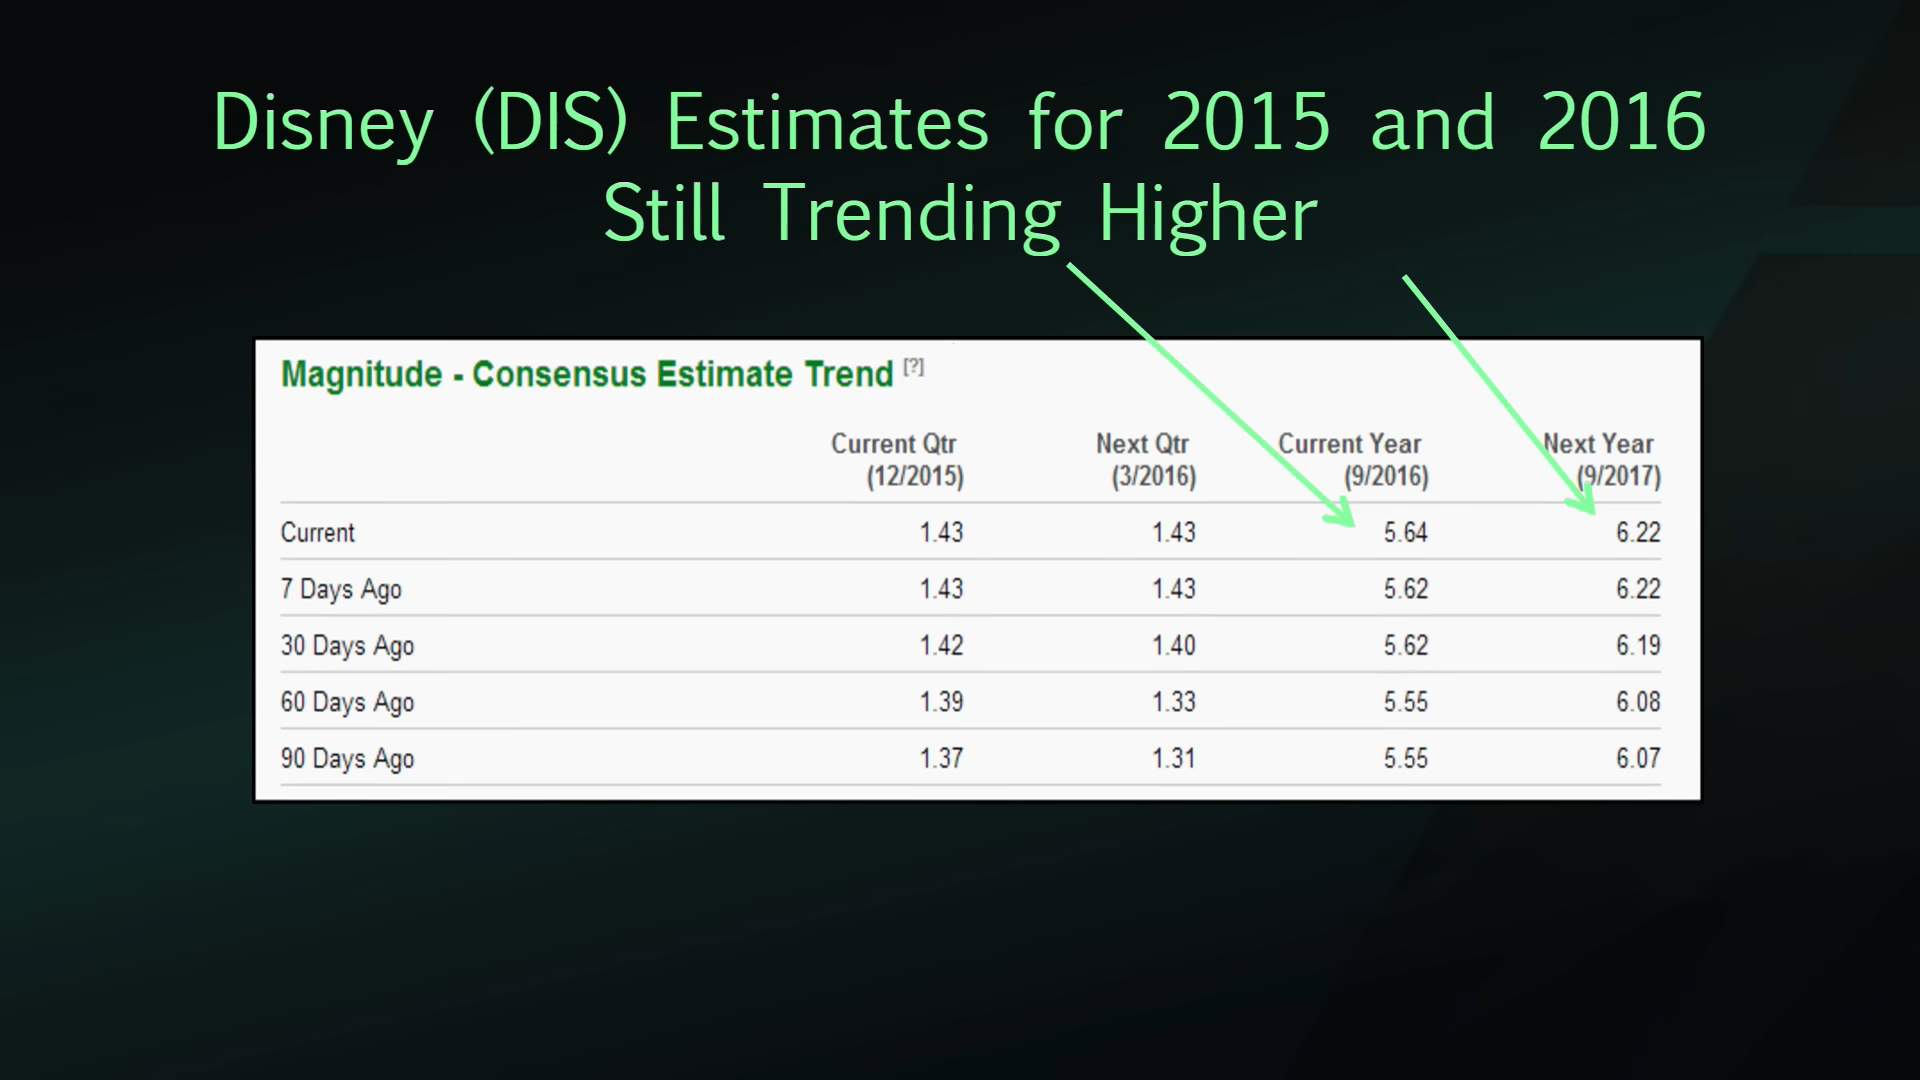 Disney (DIS) Estimates for 2015 and 2016
Still Trending Higher
Magnitude - Consensus Estimate Trend [?]
Current Qtr Next Qtr Current Year Next Year
(12/2015) (3/2016) (9/2016) (9/2017)
Current 1.43 1.43 5.64 6.22
7 Days Ago 1.43 1.43 5.62 6.22
30 Days Ago 1.42 1.40 5.62 6.19
60 Days Ago 1.39 1.33 5.55 6.08
90 Days Ago 1.37 1.31 5.55 6.07